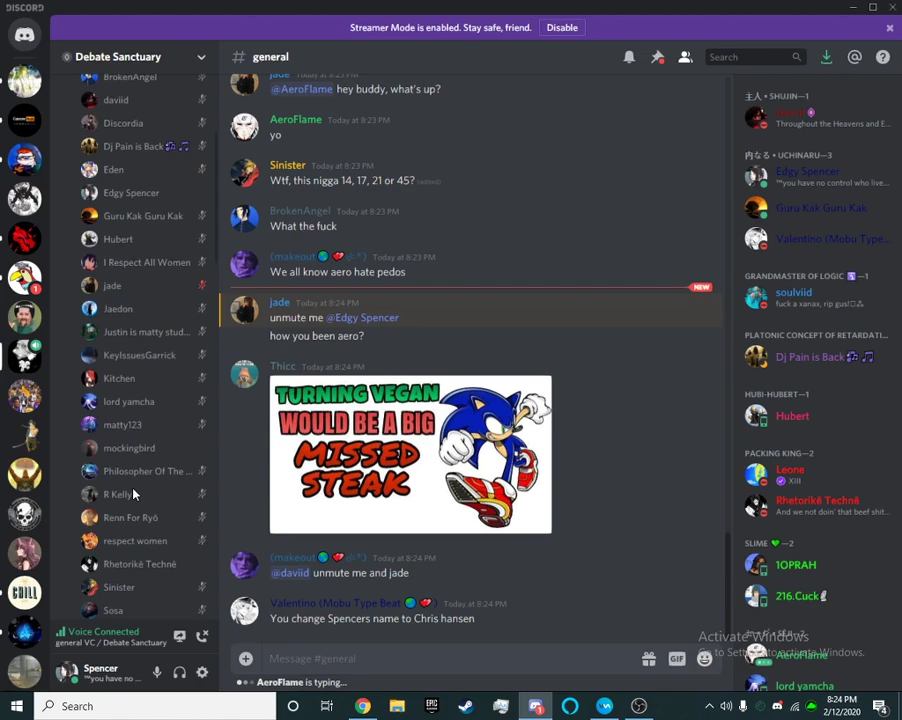 DISCORD
Streamer Mode is enabled. Stay safe, friend. Disable
Debate Sanctuary
# general
Search
BrokenAngel
daviid
Discordia
Dj Pain is Back
Eden
Edgy Spencer
Guru Kak Guru Kak
Hubert
I Respect All Women
jade
Jaedon
Justin is matty stud...
KeyIssuesGarrick
Kitchen
lord yamcha
matty123
mockingbird
Philosopher Of The ...
R Kelly
Renn For Ryö
respect women
Rhetorikê Technê
Sinister
Sosa
Voice Connected
general VC / Debate Sanctuary
Spencer
"you have no ...
jade Today at 8:23 PM
@AeroFlame hey buddy, what's up?
AeroFlame Today at 8:23 PM
yo
Sinister Today at 8:23 PM
Wtf, this nigga 14, 17, 21 or 45? (edited)
BrokenAngel Today at 8:23 PM
What the fuck
(makeout Today at 8:23 PM
We all know aero hate pedos
NEW
jade Today at 8:24 PM
unmute me @Edgy Spencer
how you been aero?
Thicc Today at 8:24 PM
TURNING VEGAN
WOULD BE A BIG
MISSED
STEAK
(makeout Today at 8:24 PM
@daviid unmute me and jade
Valentino (Mobu Type Beat Today at 8:24 PM
You change Spencers name to Chris hansen
Message #general
GIF
AeroFlame is typing...
主人 • SHUJIN—1
Throughout the Heavens and E...
内なる • UCHINARU—3
Edgy Spencer
"you have no control who live...
Guru Kak Guru Kak
Valentino (Mobu Type...
GRANDMASTER OF LOGIC —1
soulviid
fuck a xanax, rip gus!
PLATONIC CONCEPT OF RETARDATI...
Dj Pain is Back
HUBI-HUBERT—1
Hubert
PACKING KING—2
Leone
XIII
Rhetorikê Technê
And we not doin' that beef shit...
SLIME —2
1OPRAH
216.Cuck
AeroFlame
lord yamcha
Activate Windows
Go to Settings to activate Windows.
Search
8:24 PM
2/12/2020